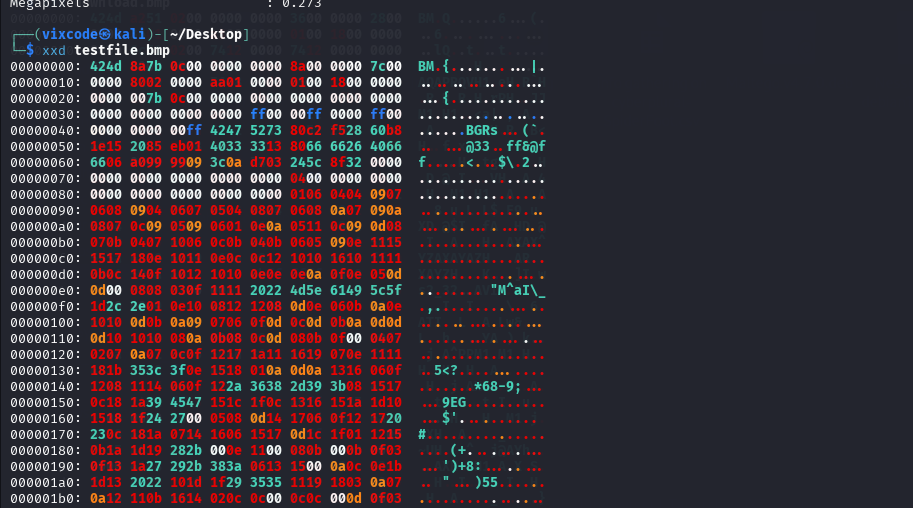 Megapixels : 0.273
┌──(vixcode㉿kali)-[~/Desktop]
└─$ xxd testfile.bmp
00000000: 424d 8a7b 0c00 0000 0000 8a00 0000 7c00  BM.{..........|.
00000010: 0000 8002 0000 aa01 0000 0100 1800 0000  ................
00000020: 0000 007b 0c00 0000 0000 0000 0000 0000  ...{............
00000030: 0000 0000 0000 0000 ff00 00ff 0000 ff00  ................
00000040: 0000 0000 00ff 4247 5273 80c2 f528 60b8  ......BGRs...(`.
00000050: 1e15 2085 eb01 4033 3313 8066 6626 4066  .. ...@33..ff&@f
00000060: 6606 a099 9909 3c0a d703 245c 8f32 0000  f.....<...$\.2..
00000070: 0000 0000 0000 0000 0000 0400 0000 0000  ................
00000080: 0000 0000 0000 0000 0000 0106 0404 0907  ................
00000090: 0608 0904 0607 0504 0807 0608 0a07 090a  ................
000000a0: 0807 0c09 0509 0601 0e0a 0511 0c09 0d08  ................
000000b0: 070b 0407 1006 0c0b 040b 0605 090e 1115  ................
000000c0: 1517 180e 1011 0e0c 0c12 1010 1610 1111  ................
000000d0: 0b0c 140f 1012 1010 0e0e 0e0a 0f0e 050d  ................
000000e0: 0d00 0808 030f 1111 2022 4d5e 6149 5c5f  ........ "M^aI\_
000000f0: 1d2c 2e01 0e10 0812 1208 0d0e 060b 0a0e  .,..............
00000100: 1010 0d0b 0a09 0706 0f0d 0c0d 0b0a 0d0d  ................
00000110: 0d10 1010 080a 0b08 0c0d 080b 0f00 0407  ................
00000120: 0207 0a07 0c0f 1217 1a11 1619 070e 1111  ................
00000130: 181b 353c 3f0e 1518 010a 0d0a 1316 060f  ..5<?...........
00000140: 1208 1114 060f 122a 3638 2d39 3b08 1517  .......*68-9;...
00000150: 0c18 1a39 4547 151c 1f0c 1316 151a 1d10  ...9EG..........
00000160: 1518 1f24 2700 0508 0d14 1706 0f12 1720  ...$'.......... 
00000170: 230c 181a 0714 1606 1517 0d1c 1f01 1215  #...............
00000180: 0b1a 1d19 282b 000e 1100 080b 000b 0f03  ....(+..........
00000190: 0f13 1a27 292b 383a 0613 1500 0a0c 0e1b  ...')+8:........
000001a0: 1d13 2022 101d 1f29 3535 1119 1803 0a07  .. "...)55......
000001b0: 0a12 110b 1614 020c 0c00 0c0c 000d 0f03  ................